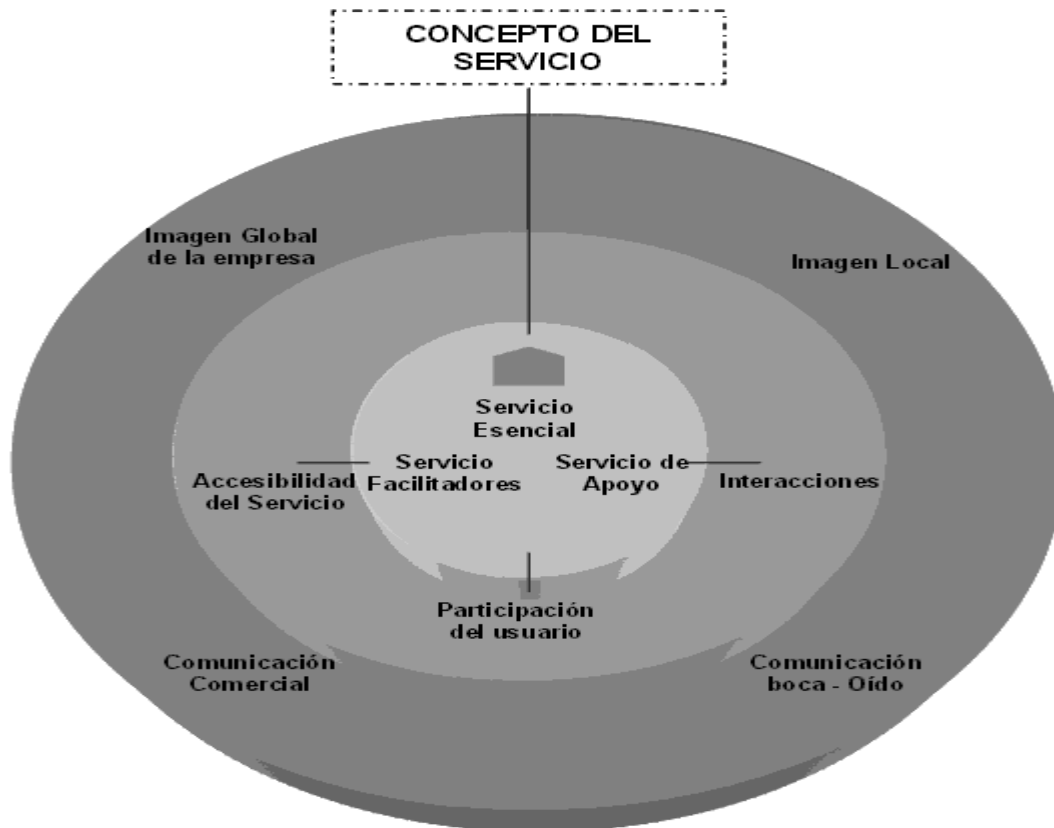 CONCEPTO DEL
SERVICIO
Imagen Global
de la empresa
Imagen Local
Servicio
Esencial
Servicio
Facilitadores
Servicio de
Apoyo
Accesibilidad
del Servicio
Interacciones
Participación
del usuario
Comunicación
Comercial
Comunicación
boca - Oído